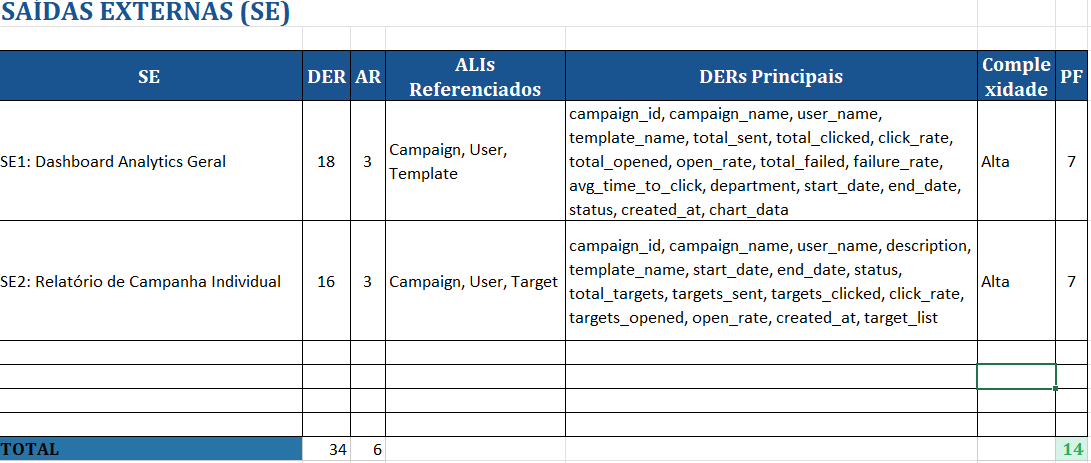 SAÍDAS EXTERNAS (SE)
SE DER AR ALIs Referenciados DERs Principais Comple xidade PF
SE1: Dashboard Analytics Geral 18 3 Campaign, User, Template
campaign_id, campaign_name, user_name,
template_name, total_sent, total_clicked, click_rate,
total_opened, open_rate, total_failed, failure_rate,
avg_time_to_click, department, start_date, end_date,
status, created_at, chart_data
Alta 7
SE2: Relatório de Campanha Individual 16 3 Campaign, User, Target
campaign_id, campaign_name, user_name, description,
template_name, start_date, end_date, status,
total_targets, targets_sent, targets_clicked, click_rate,
targets_opened, open_rate, created_at, target_list
Alta 7
TOTAL 34 6 14